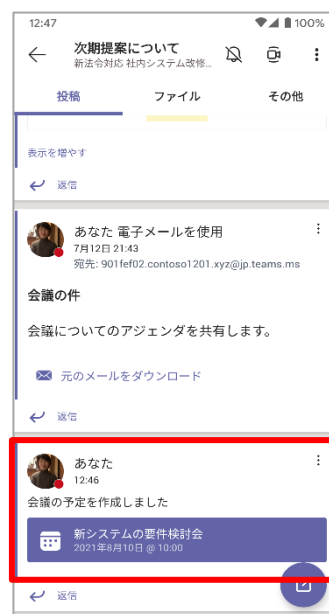 12:47
100%
次期提案について
新法令対応 社内システム改修...
投稿
ファイル
その他
表示を増やす
返信
あなた 電子メールを使用
7月12日 21:43
宛先: 901fef02.contoso1201.xyz@jp.teams.ms
会議の件
会議についてのアジェンダを共有します。
元のメールをダウンロード
返信
あなた
12:46
会議の予定を作成しました
新システムの要件検討会
2021年8月10日 @ 10:00
返信